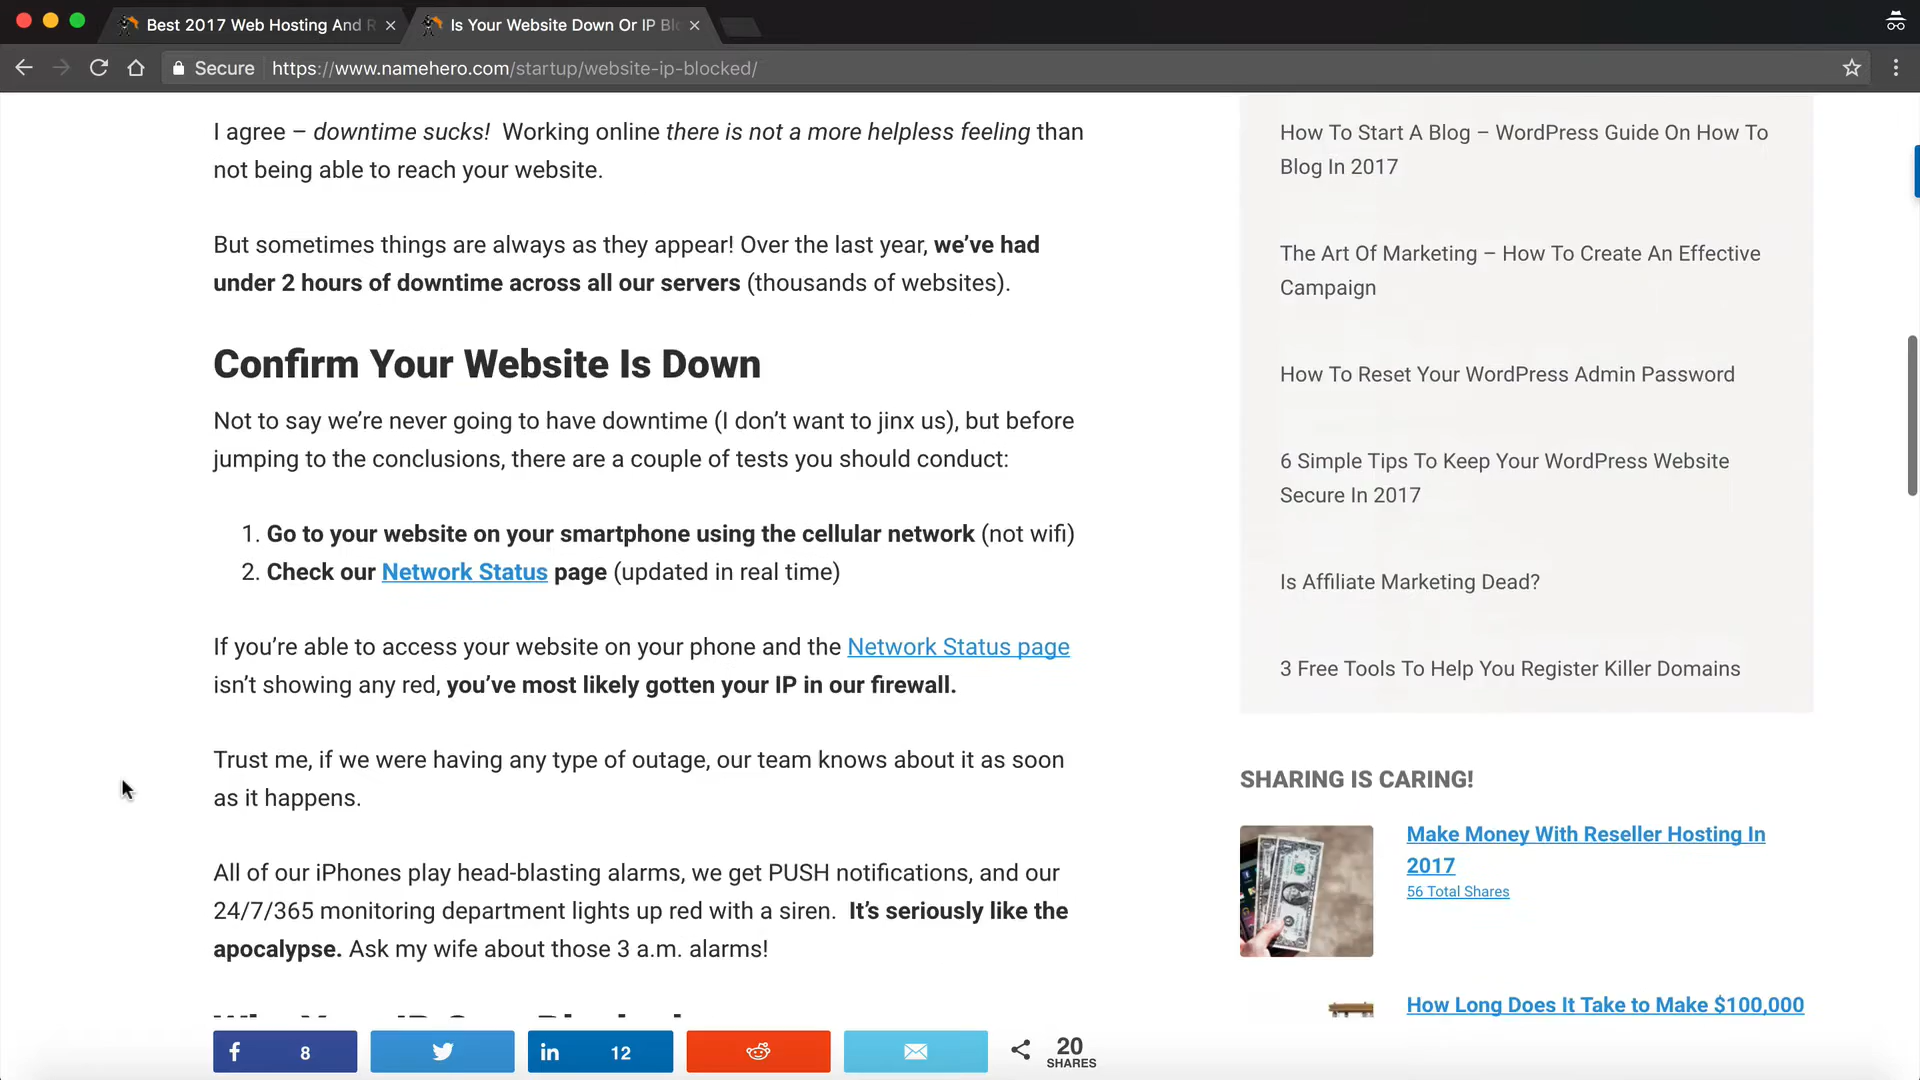 Best 2017 Web Hosting And R
Is Your Website Down Or IP Blo
Secure https://www.namehero.com/startup/website-ip-blocked/
I agree – downtime sucks!  Working online there is not a more helpless feeling than
not being able to reach your website.
But sometimes things are always as they appear! Over the last year, we’ve had
under 2 hours of downtime across all our servers (thousands of websites).
Confirm Your Website Is Down
Not to say we’re never going to have downtime (I don’t want to jinx us), but before
jumping to the conclusions, there are a couple of tests you should conduct:
1. Go to your website on your smartphone using the cellular network (not wifi)
2. Check our Network Status page (updated in real time)
If you’re able to access your website on your phone and the Network Status page
isn’t showing any red, you’ve most likely gotten your IP in our firewall.
Trust me, if we were having any type of outage, our team knows about it as soon
as it happens.
All of our iPhones play head-blasting alarms, we get PUSH notifications, and our
24/7/365 monitoring department lights up red with a siren.  It’s seriously like the
apocalypse. Ask my wife about those 3 a.m. alarms!
8
in 12
20
SHARES
How To Start A Blog – WordPress Guide On How To
Blog In 2017
The Art Of Marketing – How To Create An Effective
Campaign
How To Reset Your WordPress Admin Password
6 Simple Tips To Keep Your WordPress Website
Secure In 2017
Is Affiliate Marketing Dead?
3 Free Tools To Help You Register Killer Domains
SHARING IS CARING!
Make Money With Reseller Hosting In
2017
56 Total Shares
How Long Does It Take to Make $100,000